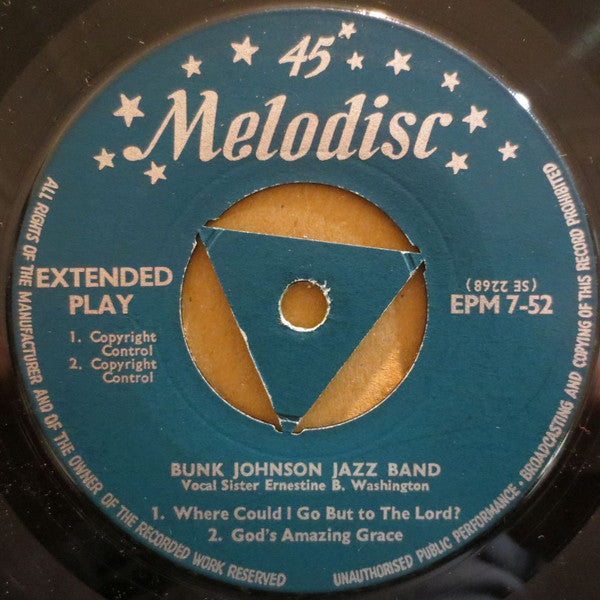 45
Melodisc
EXTENDED
PLAY
1. Copyright
Control
2. Copyright
Control
(SE 2268)
EPM 7-52
BUNK JOHNSON JAZZ BAND
Vocal Sister Ernestine B. Washington
1. Where Could I Go But to The Lord?
2. God's Amazing Grace
ALL RIGHTS OF THE MANUFACTURER AND OF THE OWNER OF THE RECORDED WORK RESERVED
UNAUTHORISED PUBLIC PERFORMANCE · BROADCASTING AND COPYING OF THIS RECORD PROHIBITED